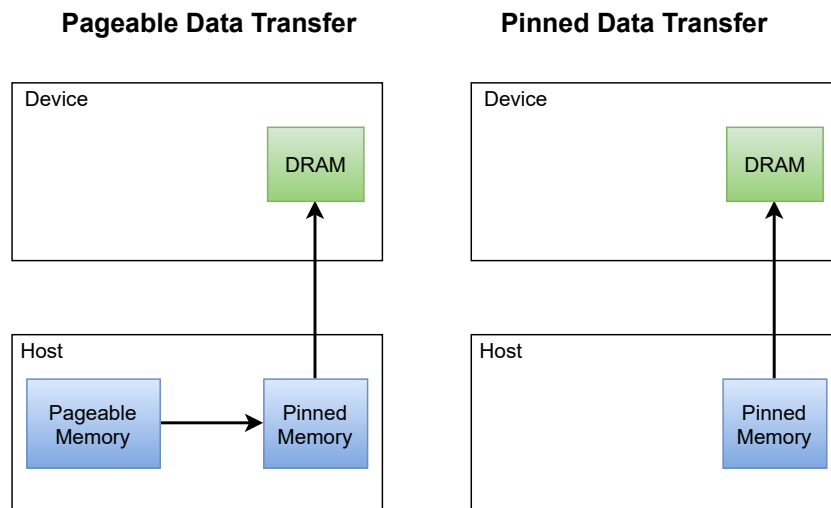 Pageable Data Transfer
Device
DRAM
Host
Pageable
Memory
Pinned
Memory
Pinned Data Transfer
Device
DRAM
Host
Pinned
Memory